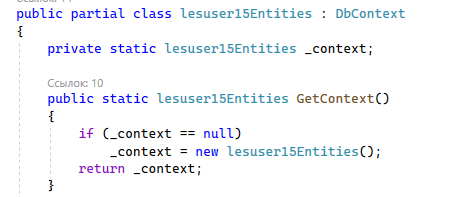 public partial class lesuser15Entities : DbContext
{
    private static lesuser15Entities _context;
    Ссылок: 10
    public static lesuser15Entities GetContext()
    {
        if (_context == null)
            _context = new lesuser15Entities();
        return _context;
    }